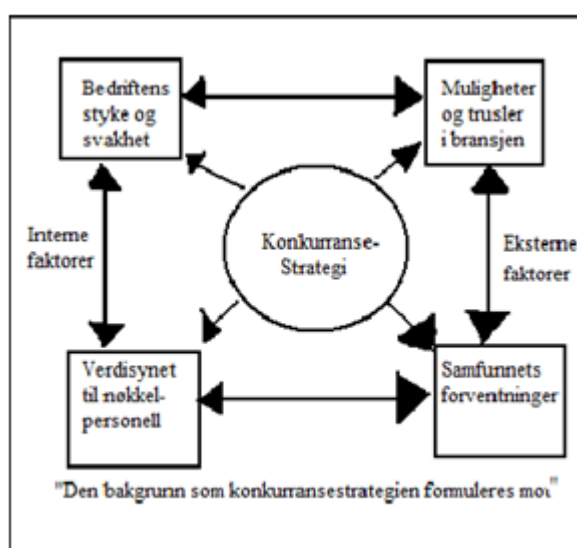 Bedriftens
styke og
svakhet
Muligheter
og trusler
i bransjen
Interne
faktorer
Konkurranse-
Strategi
Eksterne
faktorer
Verdisynet
til nøkkel-
personell
Samfunnets
forventninger
"Den bakgrunn som konkurransestrategien formuleres mot"